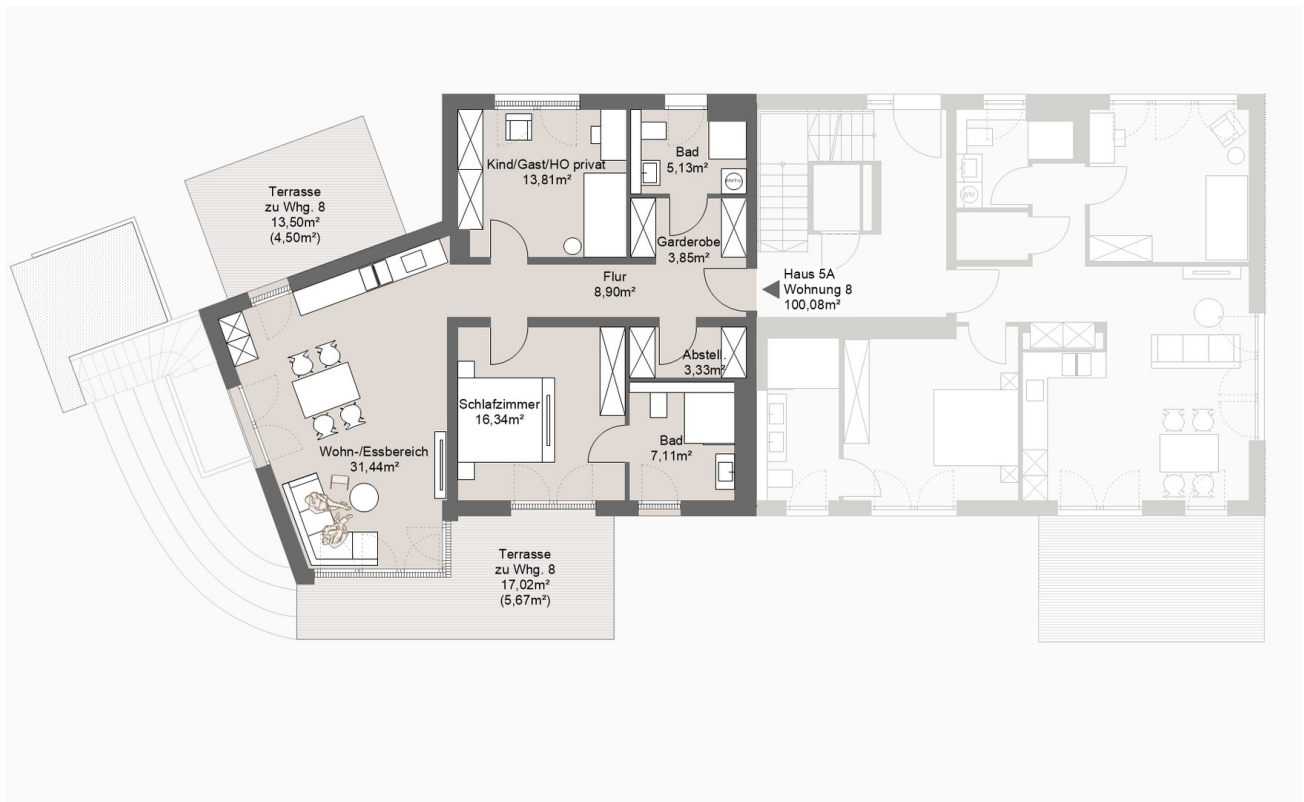 Kind/Gast/HO privat
13,81m²
Bad
5,13m²
Terrasse
zu Whg. 8
13,50m²
(4,50m²)
Garderobe
3,85m²
Flur
8,90m²
Haus 5A
Wohnung 8
100,08m²
WM
Abstell.
3,33m²
Schlafzimmer
16,34m²
Bad
7,11m²
Wohn-/Essbereich
31,44m²
Terrasse
zu Whg. 8
17,02m²
(5,67m²)